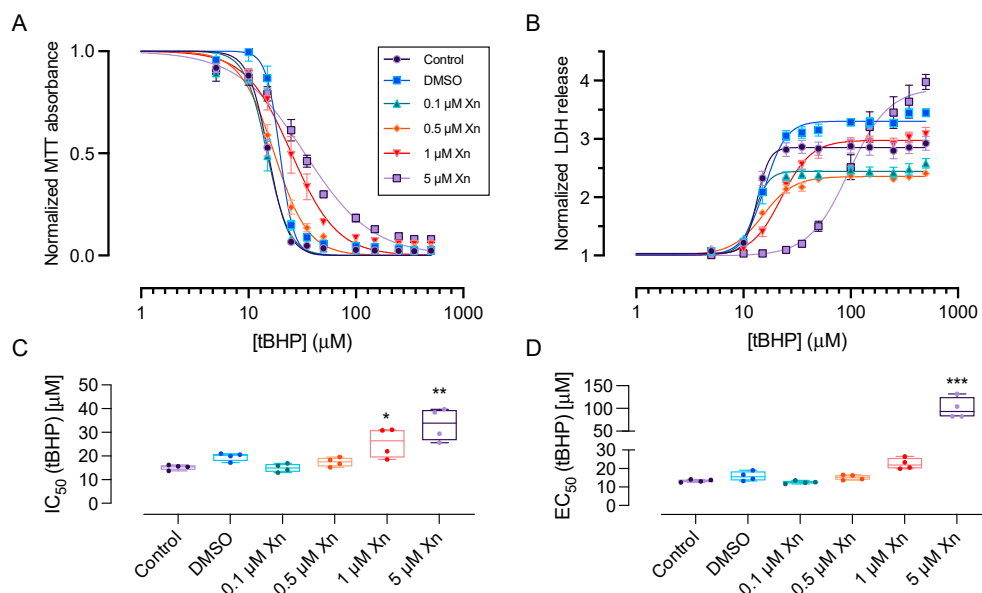 A
Normalized MTT absorbance
1.0
0.5
0.0
1
10
100
1000
[tBHP] (μM)
Control
DMSO
0.1 μM Xn
0.5 μM Xn
1 μM Xn
5 μM Xn
B
Normalized LDH release
4
3
2
1
1
10
100
1000
[tBHP] (μM)
C
IC50 (tBHP) [μM]
50
40
30
20
10
0
*
**
Control
DMSO
0.1 μM Xn
0.5 μM Xn
1 μM Xn
5 μM Xn
D
EC50 (tBHP) [μM]
150
100
50
30
20
10
0
***
Control
DMSO
0.1 μM Xn
0.5 μM Xn
1 μM Xn
5 μM Xn